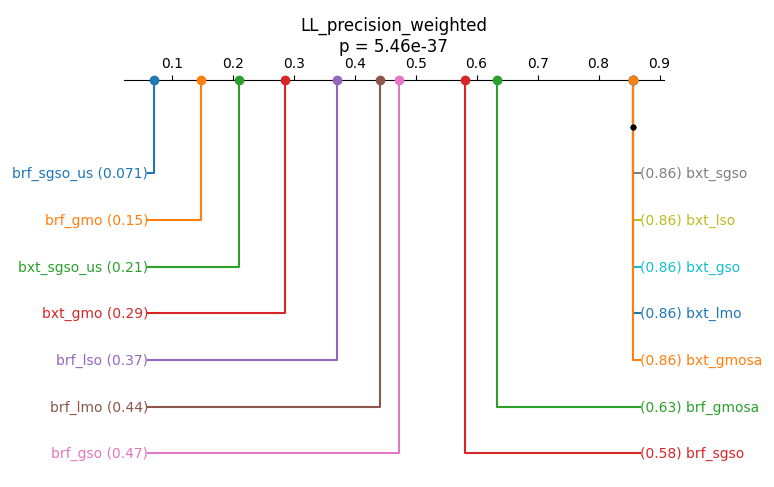 LL_precision_weighted
p = 5.46e-37
0.1 0.2 0.3 0.4 0.5 0.6 0.7 0.8 0.9
brf_sgso_us (0.071) (0.86) bxt_sgso
brf_gmo (0.15) (0.86) bxt_lso
bxt_sgso_us (0.21) (0.86) bxt_gso
bxt_gmo (0.29) (0.86) bxt_lmo
brf_lso (0.37) (0.86) bxt_gmosa
brf_lmo (0.44) (0.63) brf_gmosa
brf_gso (0.47) (0.58) brf_sgso